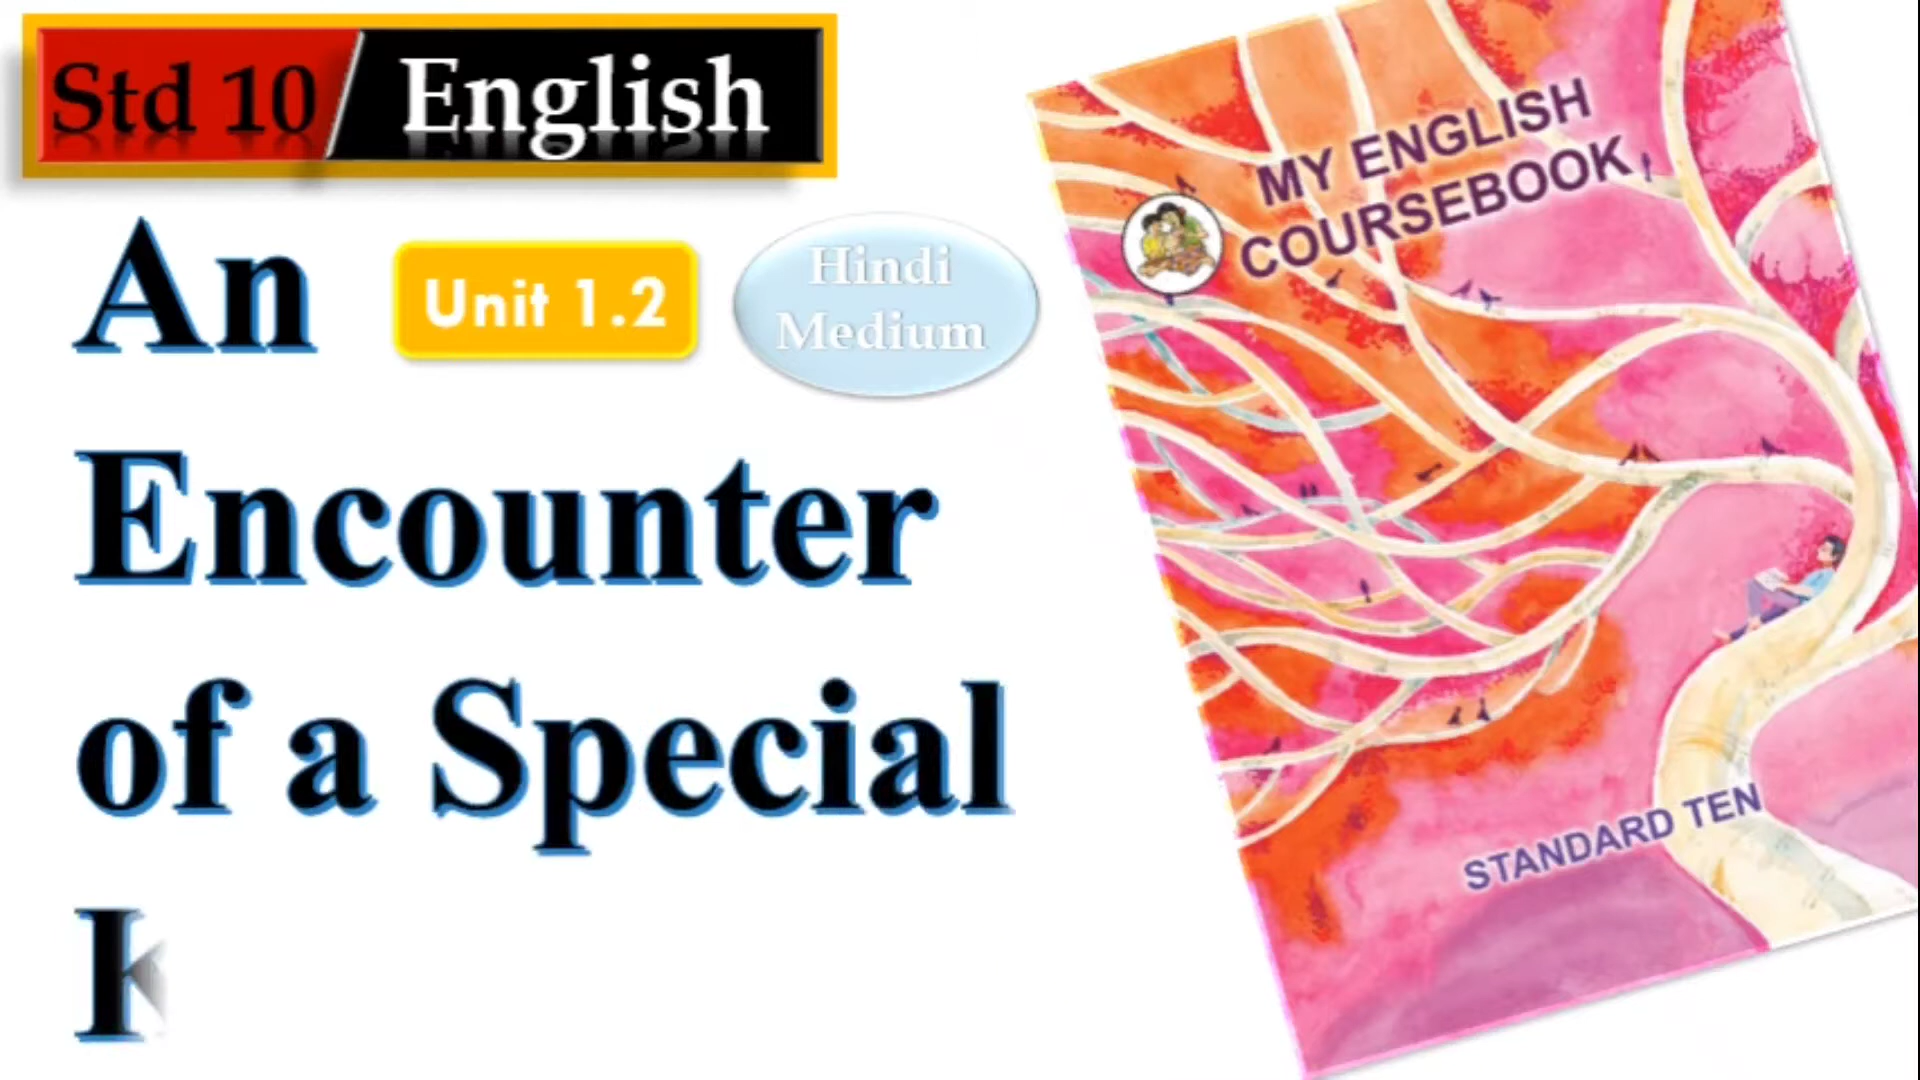 Std 10 / English
An
Unit 1.2
Hindi
Medium
Encounter
of a Special
K
MY ENGLISH
COURSEBOOK
STANDARD TEN